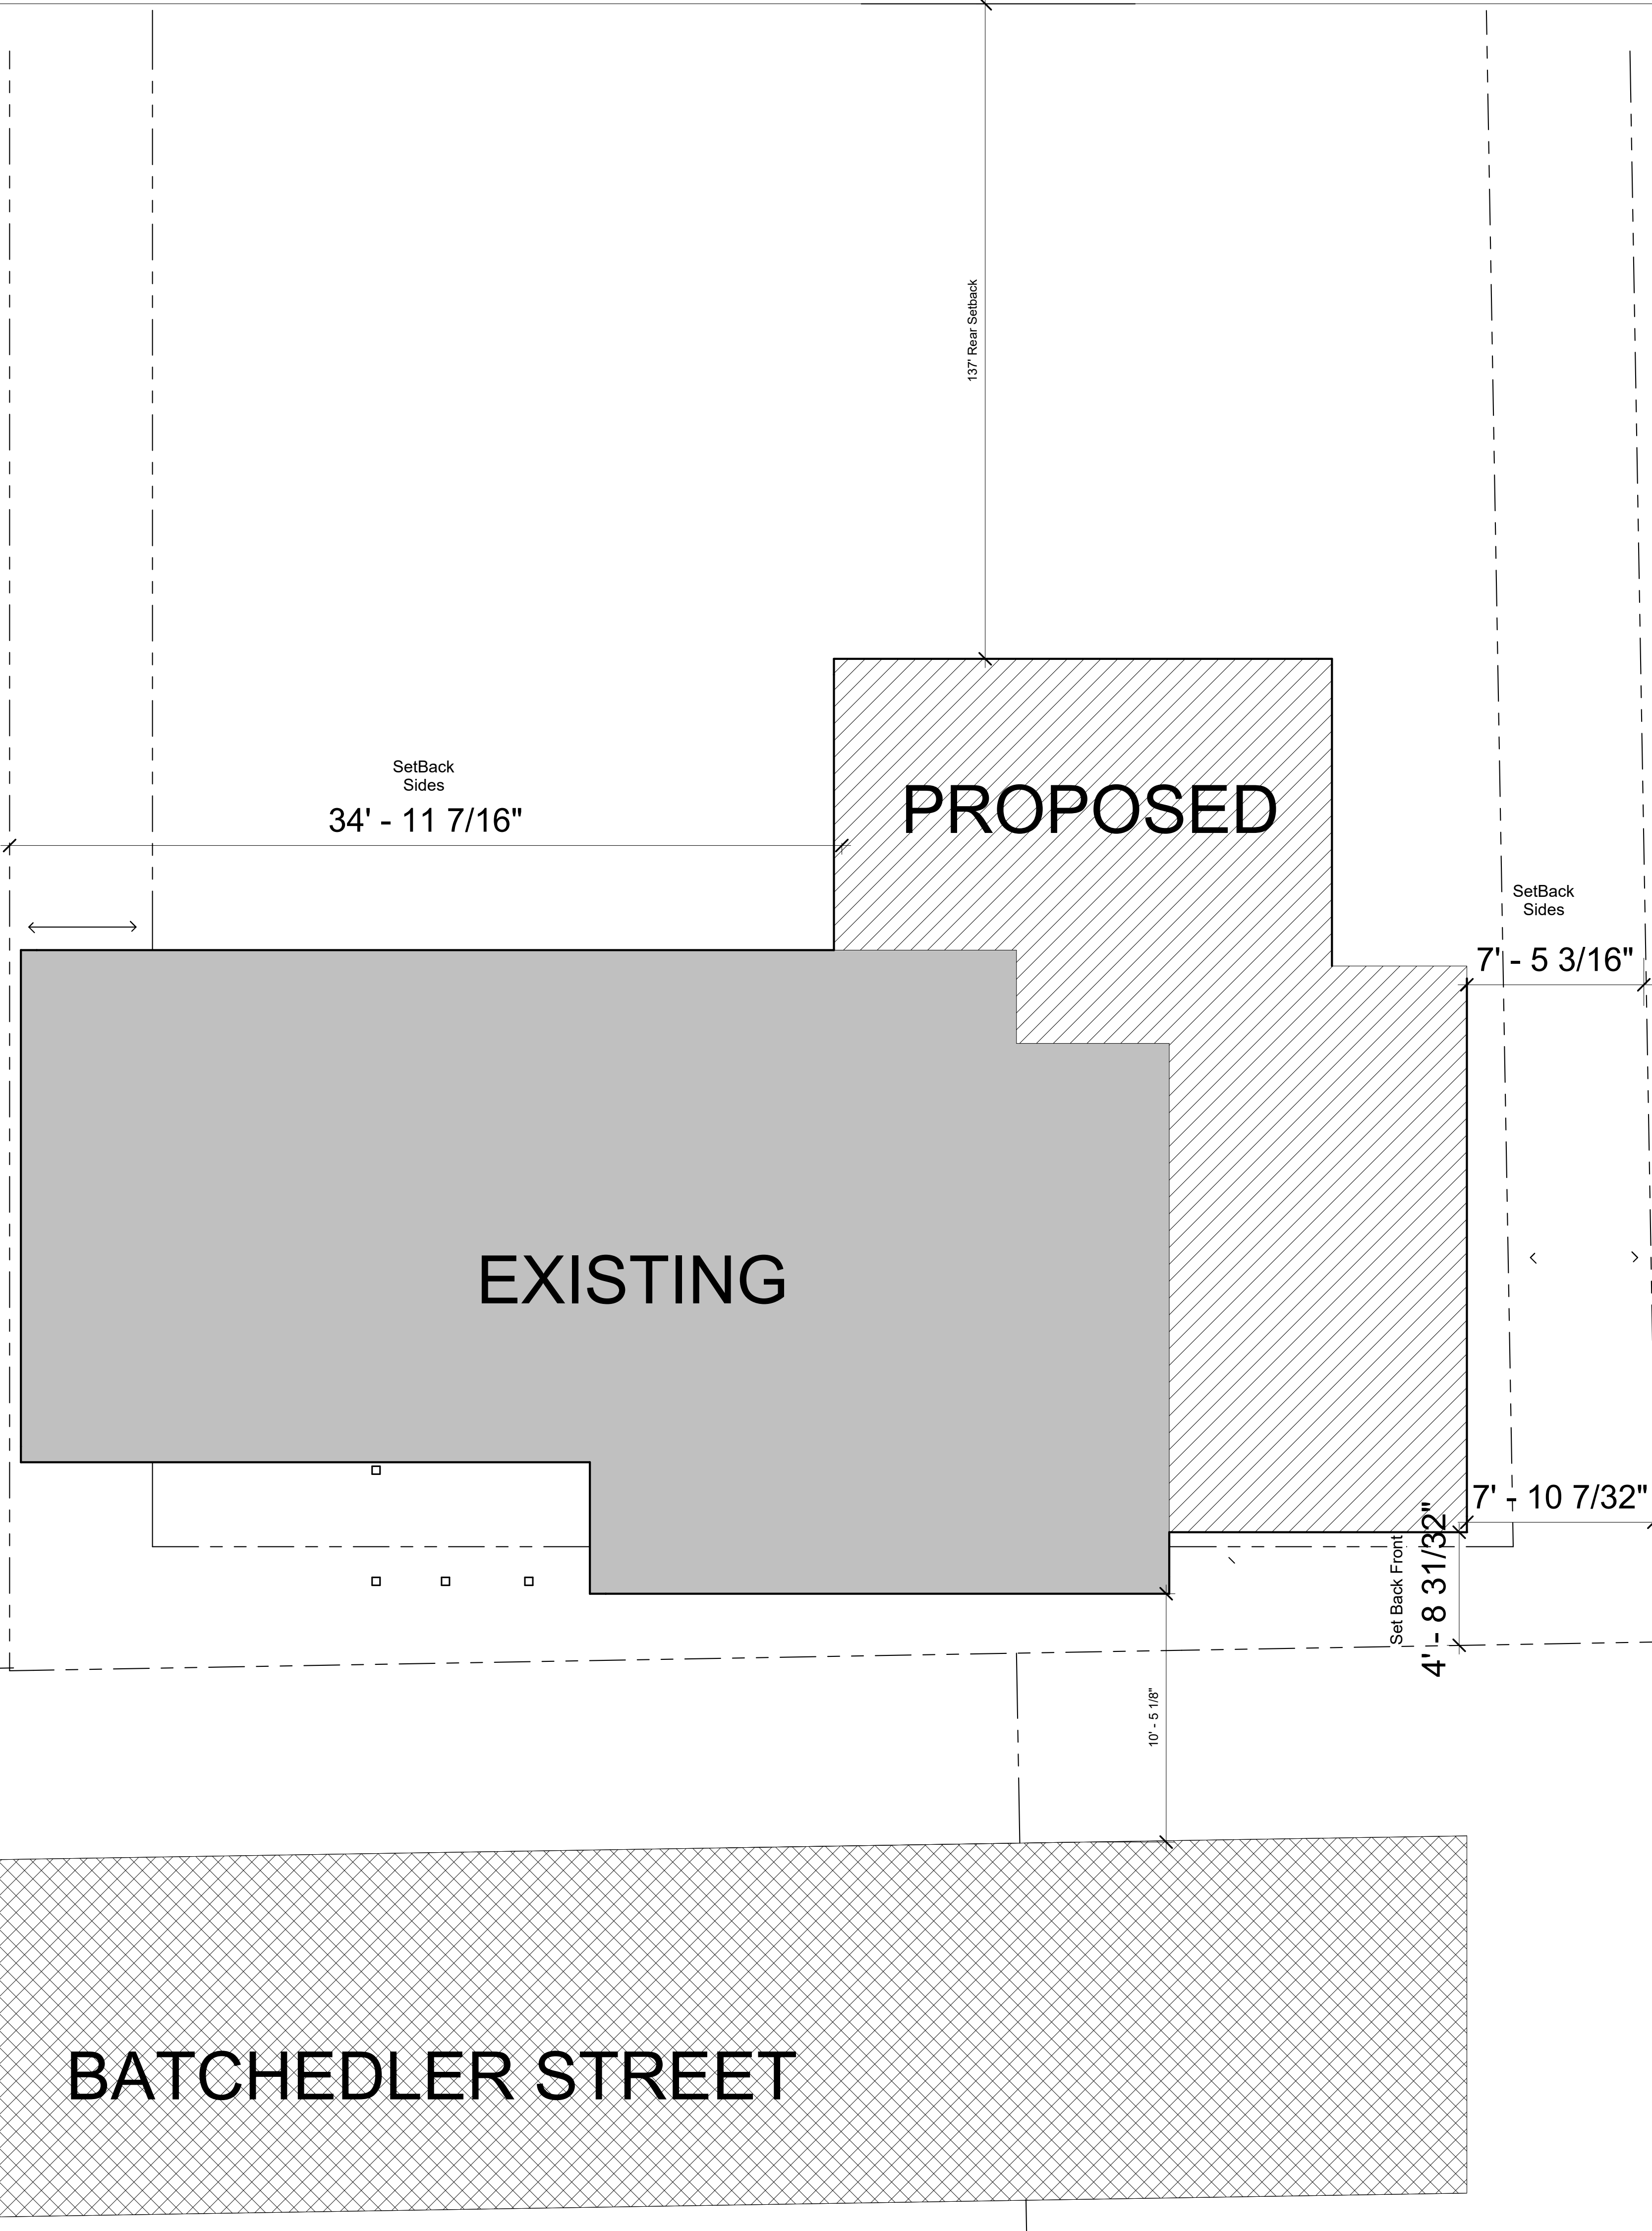 137' Rear Setback
SetBack
Sides
34' - 11 7/16"
PROPOSED
SetBack
Sides
7' - 5 3/16"
EXISTING
7' - 10 7/32"
Set Back Front
4' - 8 31/32"
10' - 5 1/8"
BATCHEDLER STREET